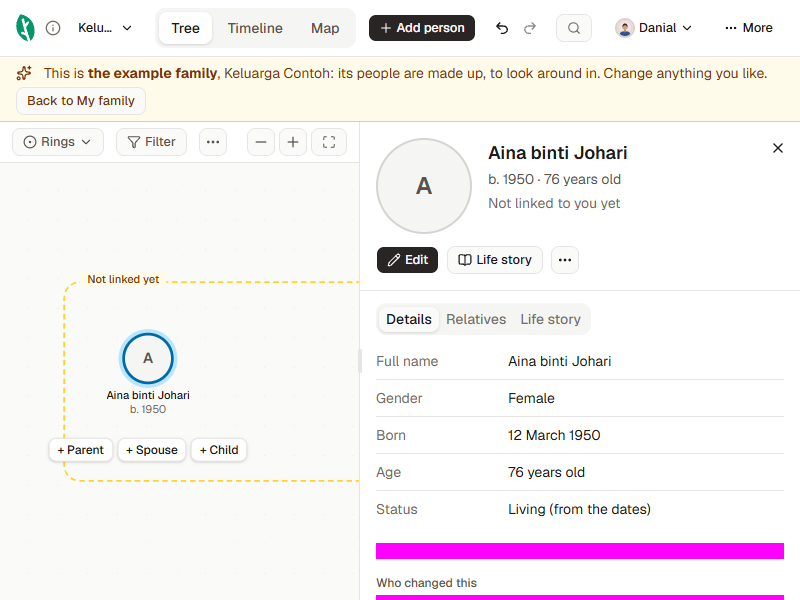 Kelu...
Tree
Timeline
Map
+ Add person
Danial
More
This is the example family, Keluarga Contoh: its people are made up, to look around in. Change anything you like.
Back to My family
Rings
Filter
A
Aina binti Johari
b. 1950 · 76 years old
Not linked to you yet
Edit
Life story
Not linked yet
A
Aina binti Johari
b. 1950
+ Parent
+ Spouse
+ Child
Details
Relatives
Life story
Full name
Aina binti Johari
Gender
Female
Born
12 March 1950
Age
76 years old
Status
Living (from the dates)
Who changed this